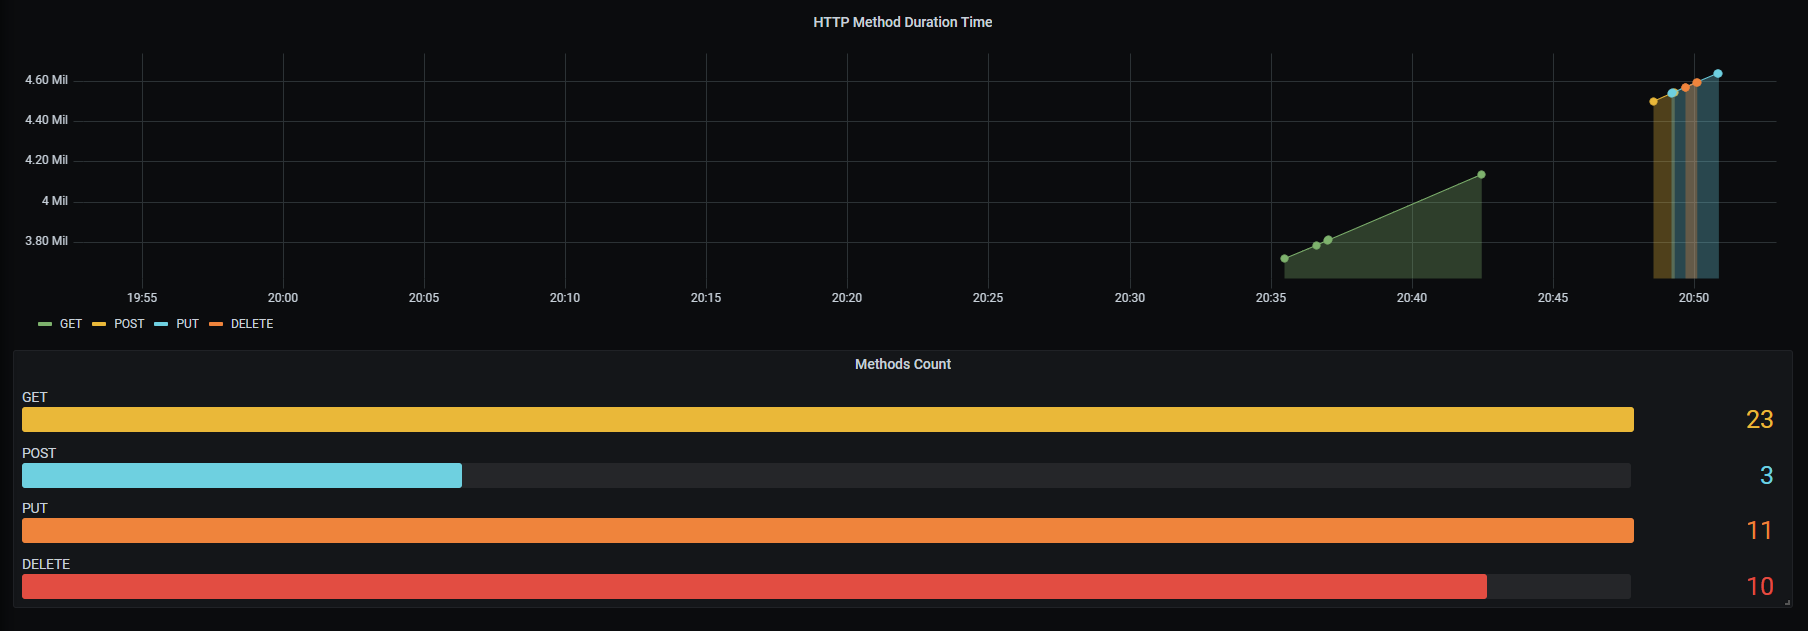 HTTP Method Duration Time
4.60 Mil
4.40 Mil
4.20 Mil
4 Mil
3.80 Mil
19:55 20:00 20:05 20:10 20:15 20:20 20:25 20:30 20:35 20:40 20:45 20:50
GET POST PUT DELETE
Methods Count
GET
23
POST
3
PUT
11
DELETE
10